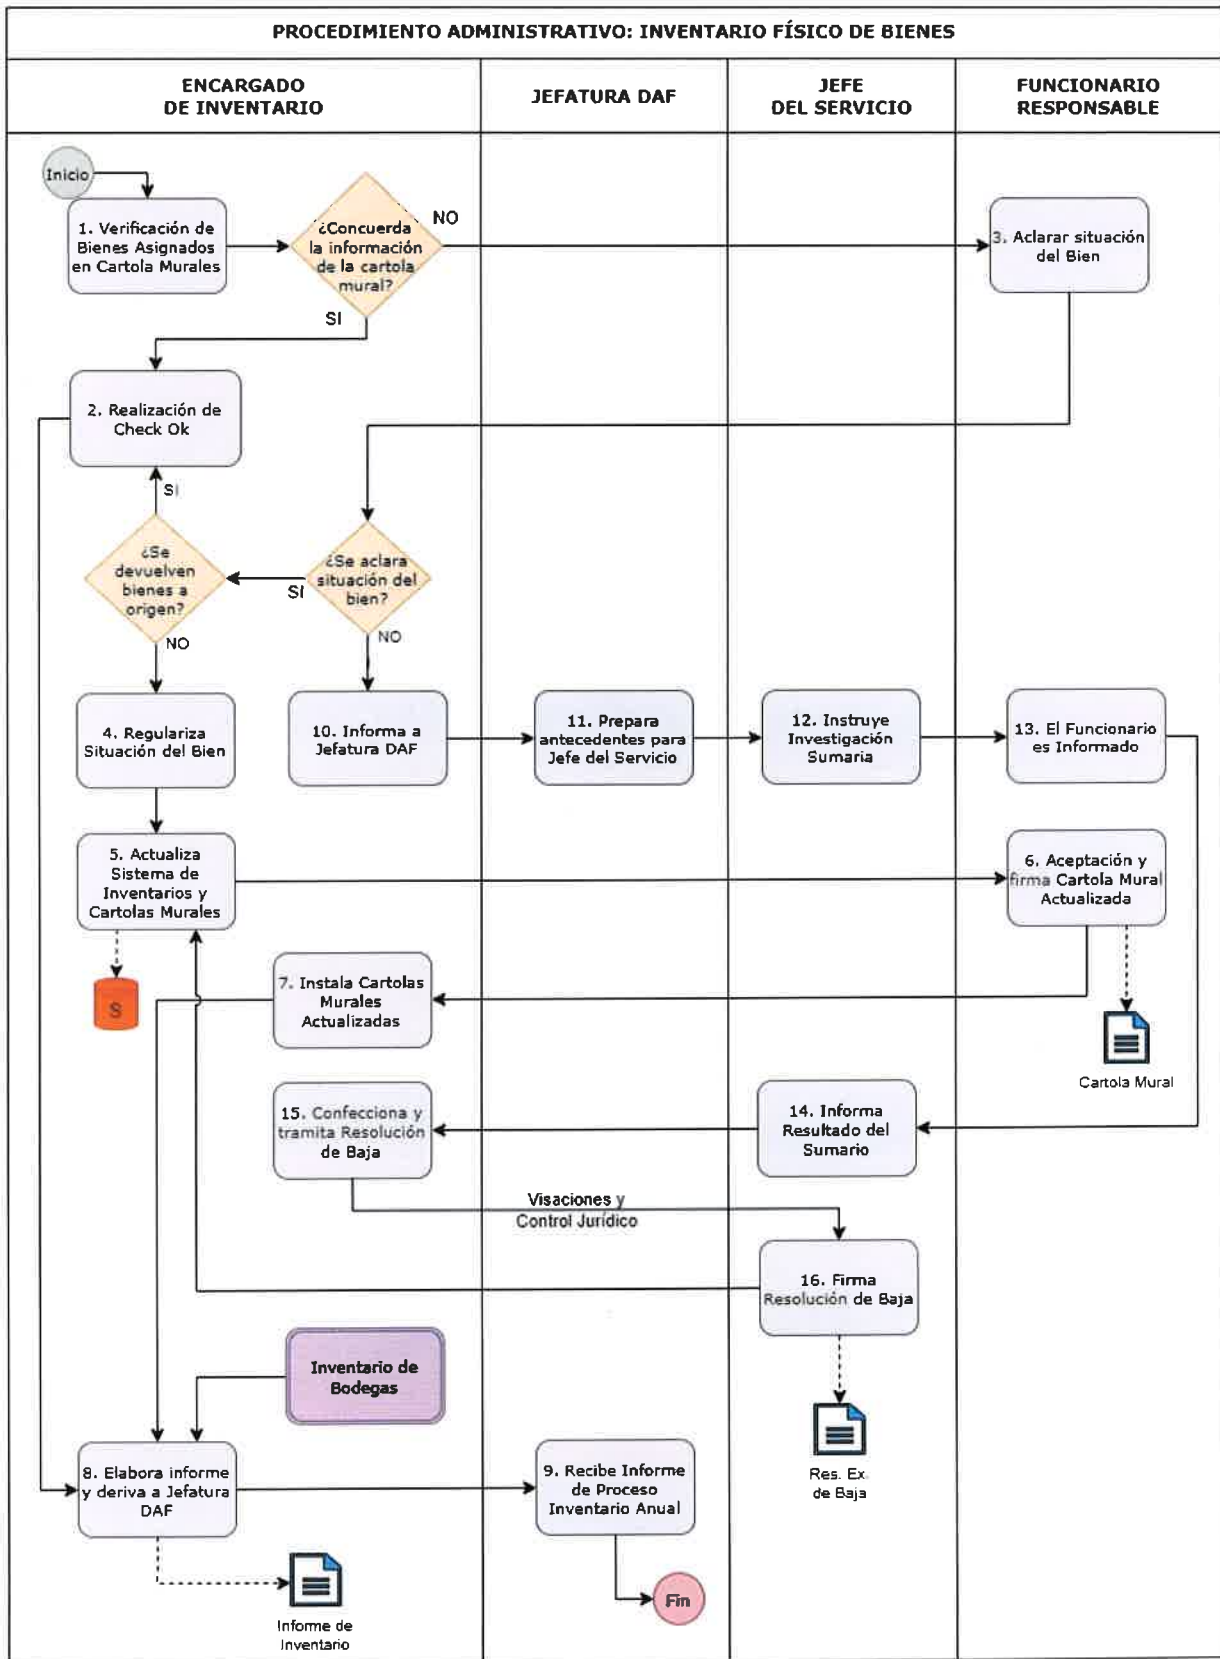 PROCEDIMIENTO ADMINISTRATIVO: INVENTARIO FÍSICO DE BIENES
ENCARGADO
DE INVENTARIO
JEFATURA DAF
JEFE
DEL SERVICIO
FUNCIONARIO
RESPONSABLE
Inicio
1. Verificación de
Bienes Asignados
en Cartola Murales
¿Concuerda
la información
de la cartola
mural?
NO
3. Aclarar situación
del Bien
SI
2. Realización de
Check Ok
SI
¿Se
devuelven
bienes a
origen?
SI
¿Se aclara
situación del
bien?
NO
NO
4. Regulariza
Situación del Bien
10. Informa a
Jefatura DAF
11. Prepara
antecedentes para
Jefe del Servicio
12. Instruye
Investigación
Sumaria
13. El Funcionario
es Informado
5. Actualiza
Sistema de
Inventarios y
Cartolas Murales
6. Aceptación y
firma Cartola Mural
Actualizada
S
7. Instala Cartolas
Murales
Actualizadas
Cartola Mural
15. Confecciona y
tramita Resolución
de Baja
14. Informa
Resultado del
Sumario
Visaciones y
Control Jurídico
16. Firma
Resolución de Baja
Inventario de
Bodegas
Res. Ex.
de Baja
8. Elabora informe
y deriva a Jefatura
DAF
9. Recibe Informe
de Proceso
Inventario Anual
Informe de
Inventario
Fin